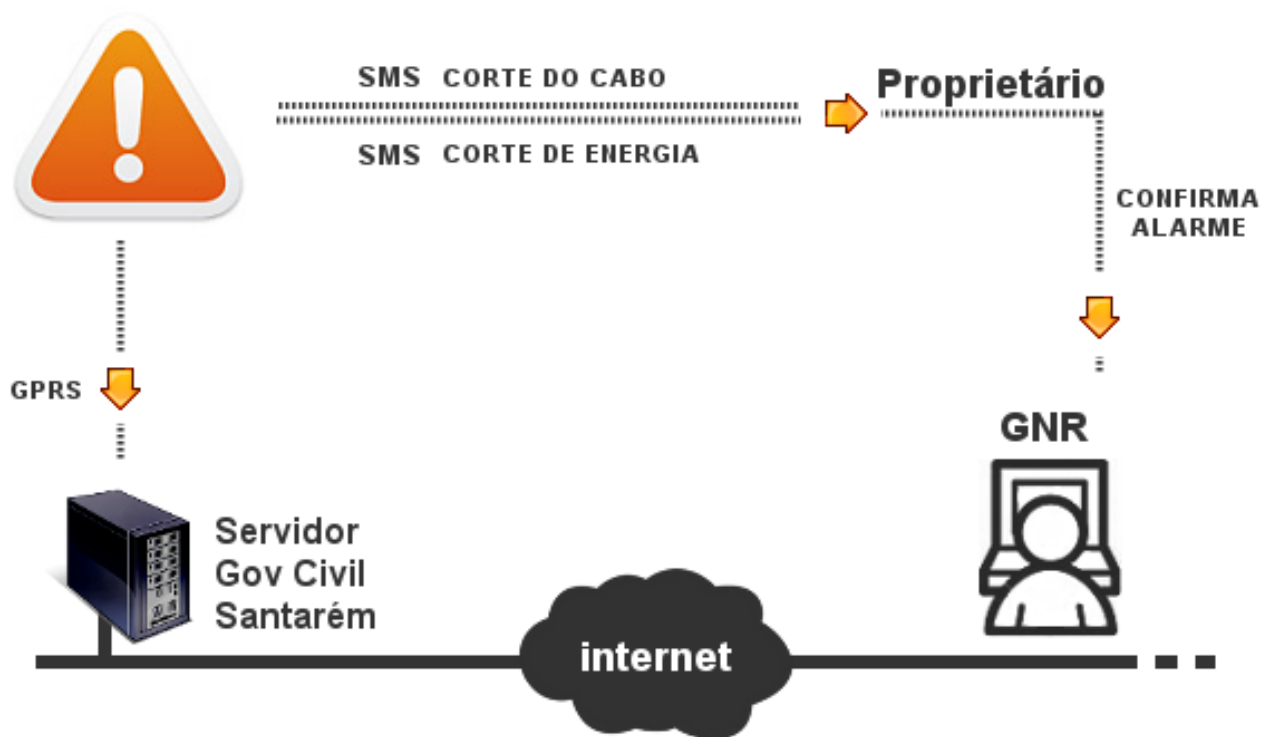 SMS CORTE DO CABO
Proprietário
SMS CORTE DE ENERGIA
CONFIRMA
ALARME
GPRS
GNR
Servidor
Gov Civil
Santarém
internet